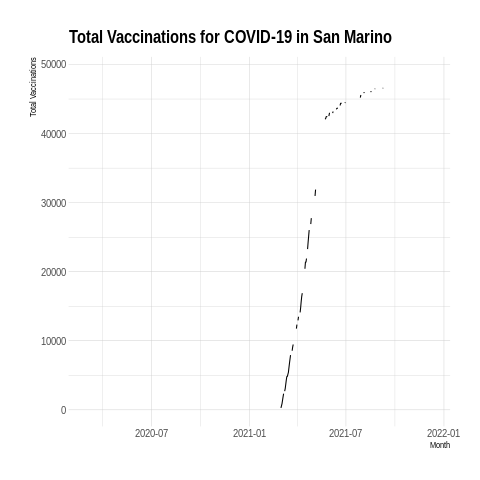 Total Vaccinations for COVID-19 in San Marino
Total Vaccinations
50000
40000
30000
20000
10000
0
2020-07 2021-01 2021-07 2022-01
Month